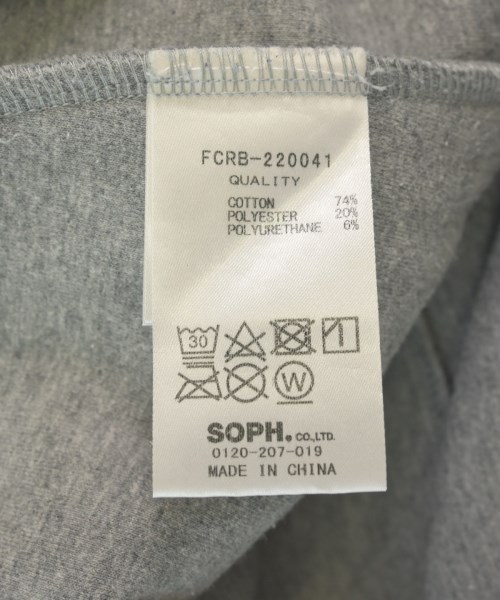 FCRB-220041
QUALITY
COTTON 74%
POLYESTER 20%
POLYURETHANE 6%
30
W
SOPH. CO.,LTD.
0120-207-019
MADE IN CHINA